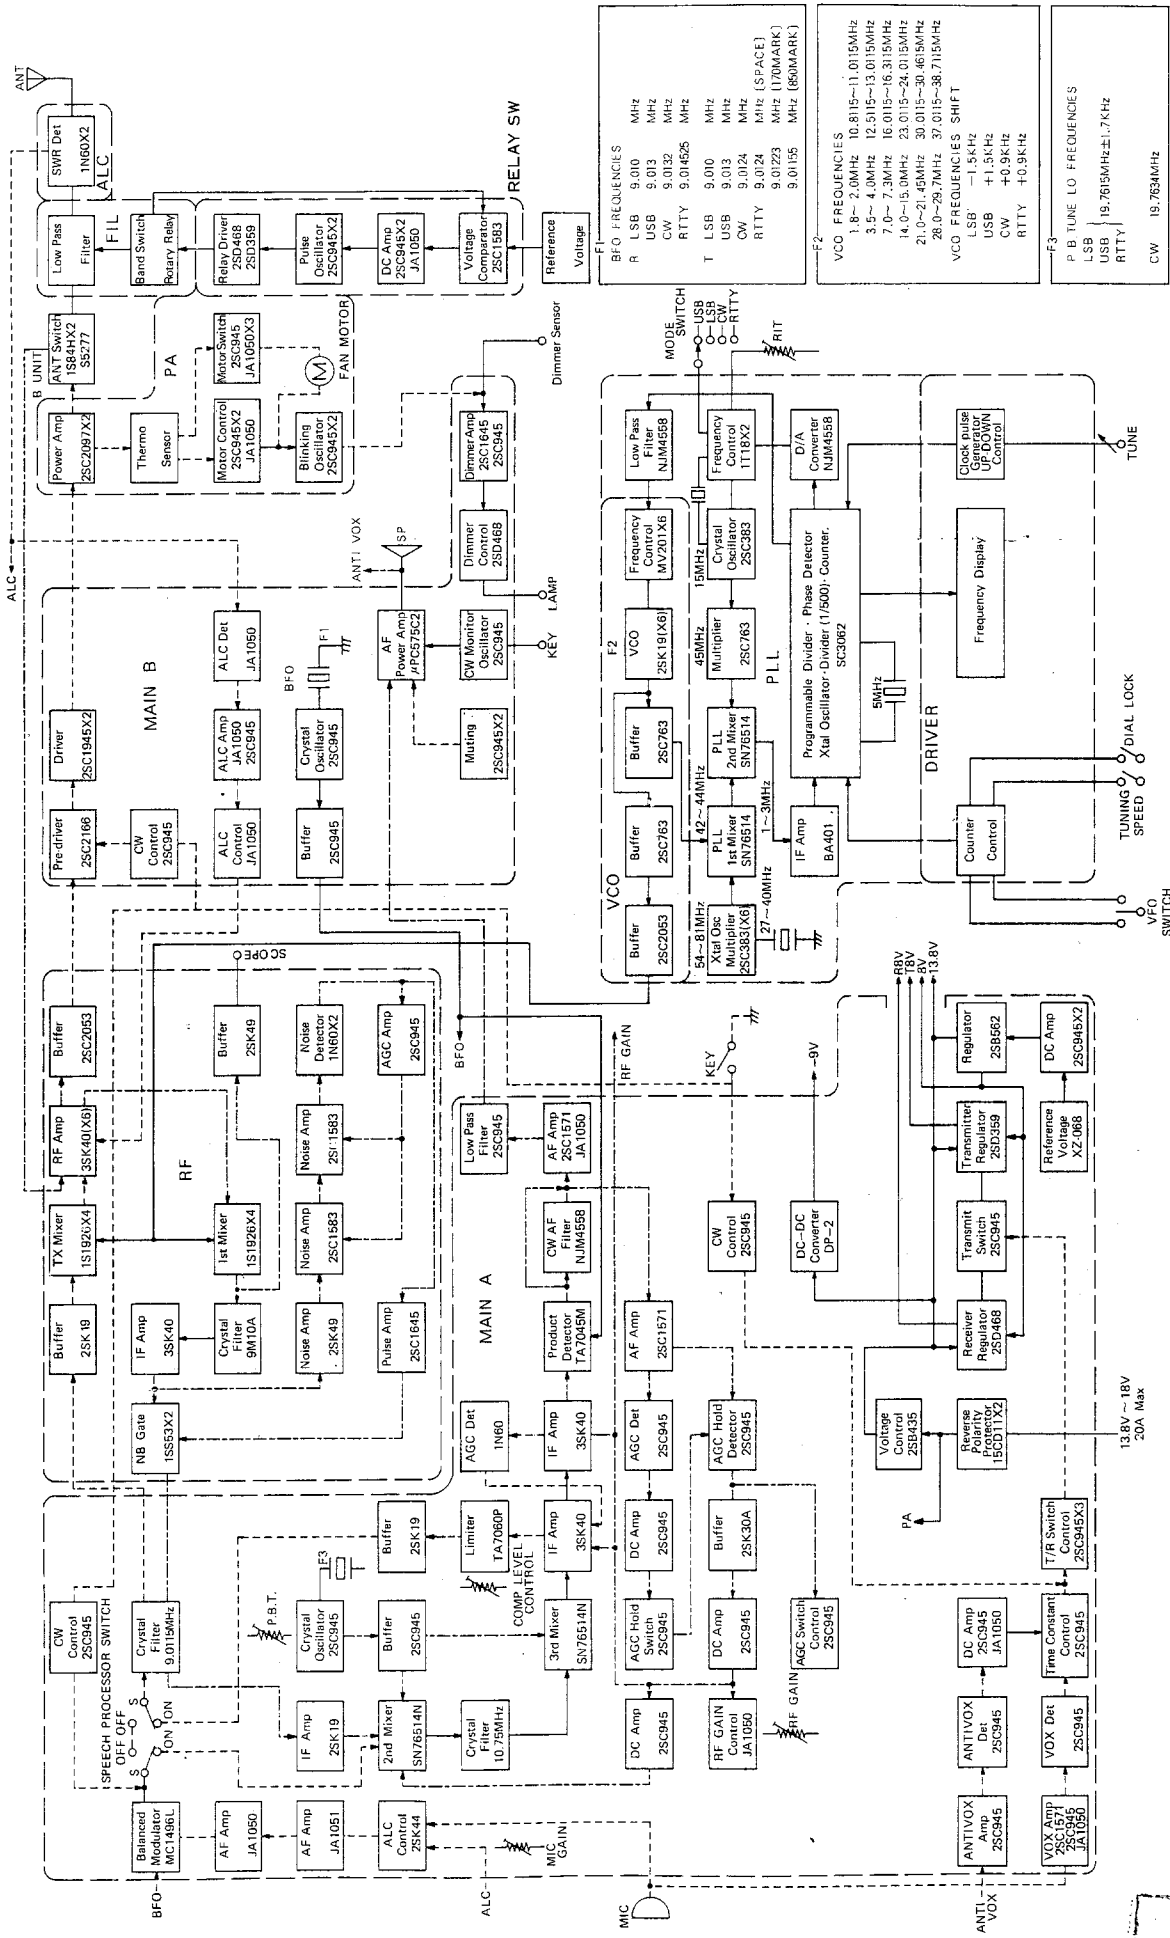 ANT
SWR Det
1N60X2
ALC
ALC
Low Pass
Filter
FIL
Band Switch
Rotary Relay
Relay Driver
2SD468
2SD359
Pulse
Oscillator
2SC945X2
DC Amp
2SC945X2
JA1050
Voltage
Comparator
2SC1583
RELAY SW
Reference
Voltage
B UNIT
ANT Switch
1S84HX2
S5277
PA
Power Amp
2SC2097X2
Thermo
Sensor
Motor Switch
2SC945
JA1050X3
Motor Control
2SC945X2
JA1050
M
FAN MOTOR
Blinking
Oscillator
2SC945X2
Dimmer Amp
2SC1645
2SC945
Dimmer Sensor
Dimmer
Control
2SD468
LAMP
MAIN B
Driver
2SC1945X2
Pre-driver
2SC2166
CW
Control
2SC945
ALC Det
JA1050
ALC Amp
JA1050
2SC945
ALC
Control
JA1050
BFO
F1
Crystal
Oscillator
2SC945
Buffer
2SC945
ANTI VOX
SP
AF
Power Amp
µPC575C2
CW Monitor
Oscillator
2SC945
KEY
Muting
2SC945X2
RF
Buffer
2SC2053
RF Amp
3SK40(X6)
TX Mixer
1S1926X4
Buffer
2SK19
SCOPE
Buffer
2SK49
1st Mixer
1S1926X4
Crystal
Filter
9M10A
IF Amp
3SK40
NB Gate
1SS53X2
Noise
Detector
1N60X2
Noise Amp
Noise Amp
2SC1583
Noise Amp
2SK49
AGC Amp
2SC945
Pulse Amp
2SC1645
BFO
MAIN A
Low Pass
Filter
2SC945
AF Amp
2SC1571
JA1050
CW AF
Filter
NJM4558
Product
Detector
TA7045M
AGC Det
1N60
IF Amp
3SK40
IF Amp
3SK40
Limiter
TA7060P
Buffer
2SK19
COMP LEVEL
CONTROL
AF Amp
2SC1571
AGC Det
2SC945
DC Amp
2SC945
AGC Hold
Switch
2SC945
DC Amp
2SC945
AGC Hold
Detector
2SC945
Buffer
2SK30A
DC Amp
2SC945
RF GAIN
Control
JA1050
AGC Switch
Control
2SC945
RF GAIN
RF GAIN
KEY
CW
Control
2SC945
DC-DC
Converter
DP-2
-9V
CW
Control
2SC945
SPEECH PROCESSOR SWITCH
S
OFF OFF
S
ON
ON
Crystal
Filter
9.0115MHz
Balanced
Modulator
MC1496L
BFO
AF Amp
JA1050
AF Amp
JA1051
ALC
Control
2SK44
ALC
MIC
GAIN
MIC
IF Amp
2SK19
2nd Mixer
SN76514N
Crystal
Filter
10.75MHz
3rd Mixer
SN76514N
Buffer
2SC945
Crystal
Oscillator
2SC945
P.B.T.
F3
ANTI-
VOX
ANTIVOX
Amp
2SC945
ANTIVOX
Det
2SC945
DC Amp
2SC945
JA1050
VOX Amp
2SC1571
2SC945
JA1050
VOX Det
2SC945
Time Constant
Control
2SC945
T/R Switch
Control
2SC945X3
PA
Voltage
Control
2SB435
Reverse
Polarity
Protector
15CD11X2
13.8V ~ 18V
20A Max
Receiver
Regulator
2SD468
Transmit
Switch
2SC945
Transmitter
Regulator
2SD359
Regulator
2SB562
Reference
Voltage
XZ-068
DC Amp
2SC945X2
R8V
T8V
8V
13.8V
VCO
Buffer
2SC2053
Buffer
2SC763
Buffer
2SC763
F2
VCO
2SK19(X6)
Frequency
Control
MV201X6
Low Pass
Filter
NJM4558
54~81MHz
42~44MHz
45MHz
15MHz
Xtal Osc
Multiplier
2SC383(X6)
27~40MHz
PLL
1st Mixer
SN76514
PLL
2nd Mixer
SN76514
Multiplier
2SC763
Crystal
Oscillator
2SC383
Frequency
Control
1T18X2
1~3MHz
PLL
MODE
SWITCH
USB
LSB
CW
RTTY
RIT
IF Amp
BA401
Programmable Divider · Phase Detector
Xtal Oscillator · Divider (1/500) · Counter.
SC3062
5MHz
D/A
Converter
NJM4558
DRIVER
Counter
Control
Frequency Display
Clock pulse
Generator
UP-DOWN
Control
TUNE
VFO
SWITCH
TUNING
SPEED
DIAL LOCK
F1
BFO FREQUENCIES
R LSB 9.010 MHz
USB 9.013 MHz
CW 9.0132 MHz
RTTY 9.014525 MHz
T LSB 9.010 MHz
USB 9.013 MHz
CW 9.0124 MHz
RTTY 9.0124 MHz (SPACE)
9.01223 MHz (170MARK)
9.01155 MHz (850MARK)
F2
VCO FREQUENCIES
1.8~ 2.0MHz 10.8115~11.0115MHz
3.5~ 4.0MHz 12.5115~13.0115MHz
7.0~ 7.3MHz 16.0115~16.3115MHz
14.0~15.0MHz 23.0115~24.0115MHz
21.0~21.45MHz 30.0115~30.4615MHz
28.0~29.7MHz 37.0115~38.7115MHz
VCO FREQUENCIES SHIFT
LSB -1.5KHz
USB +1.5KHz
CW +0.9KHz
RTTY +0.9KHz
F3
P B TUNE LO FREQUENCIES
LSB
USB 19.7615MHz±1.7KHz
RTTY
CW 19.7634MHz